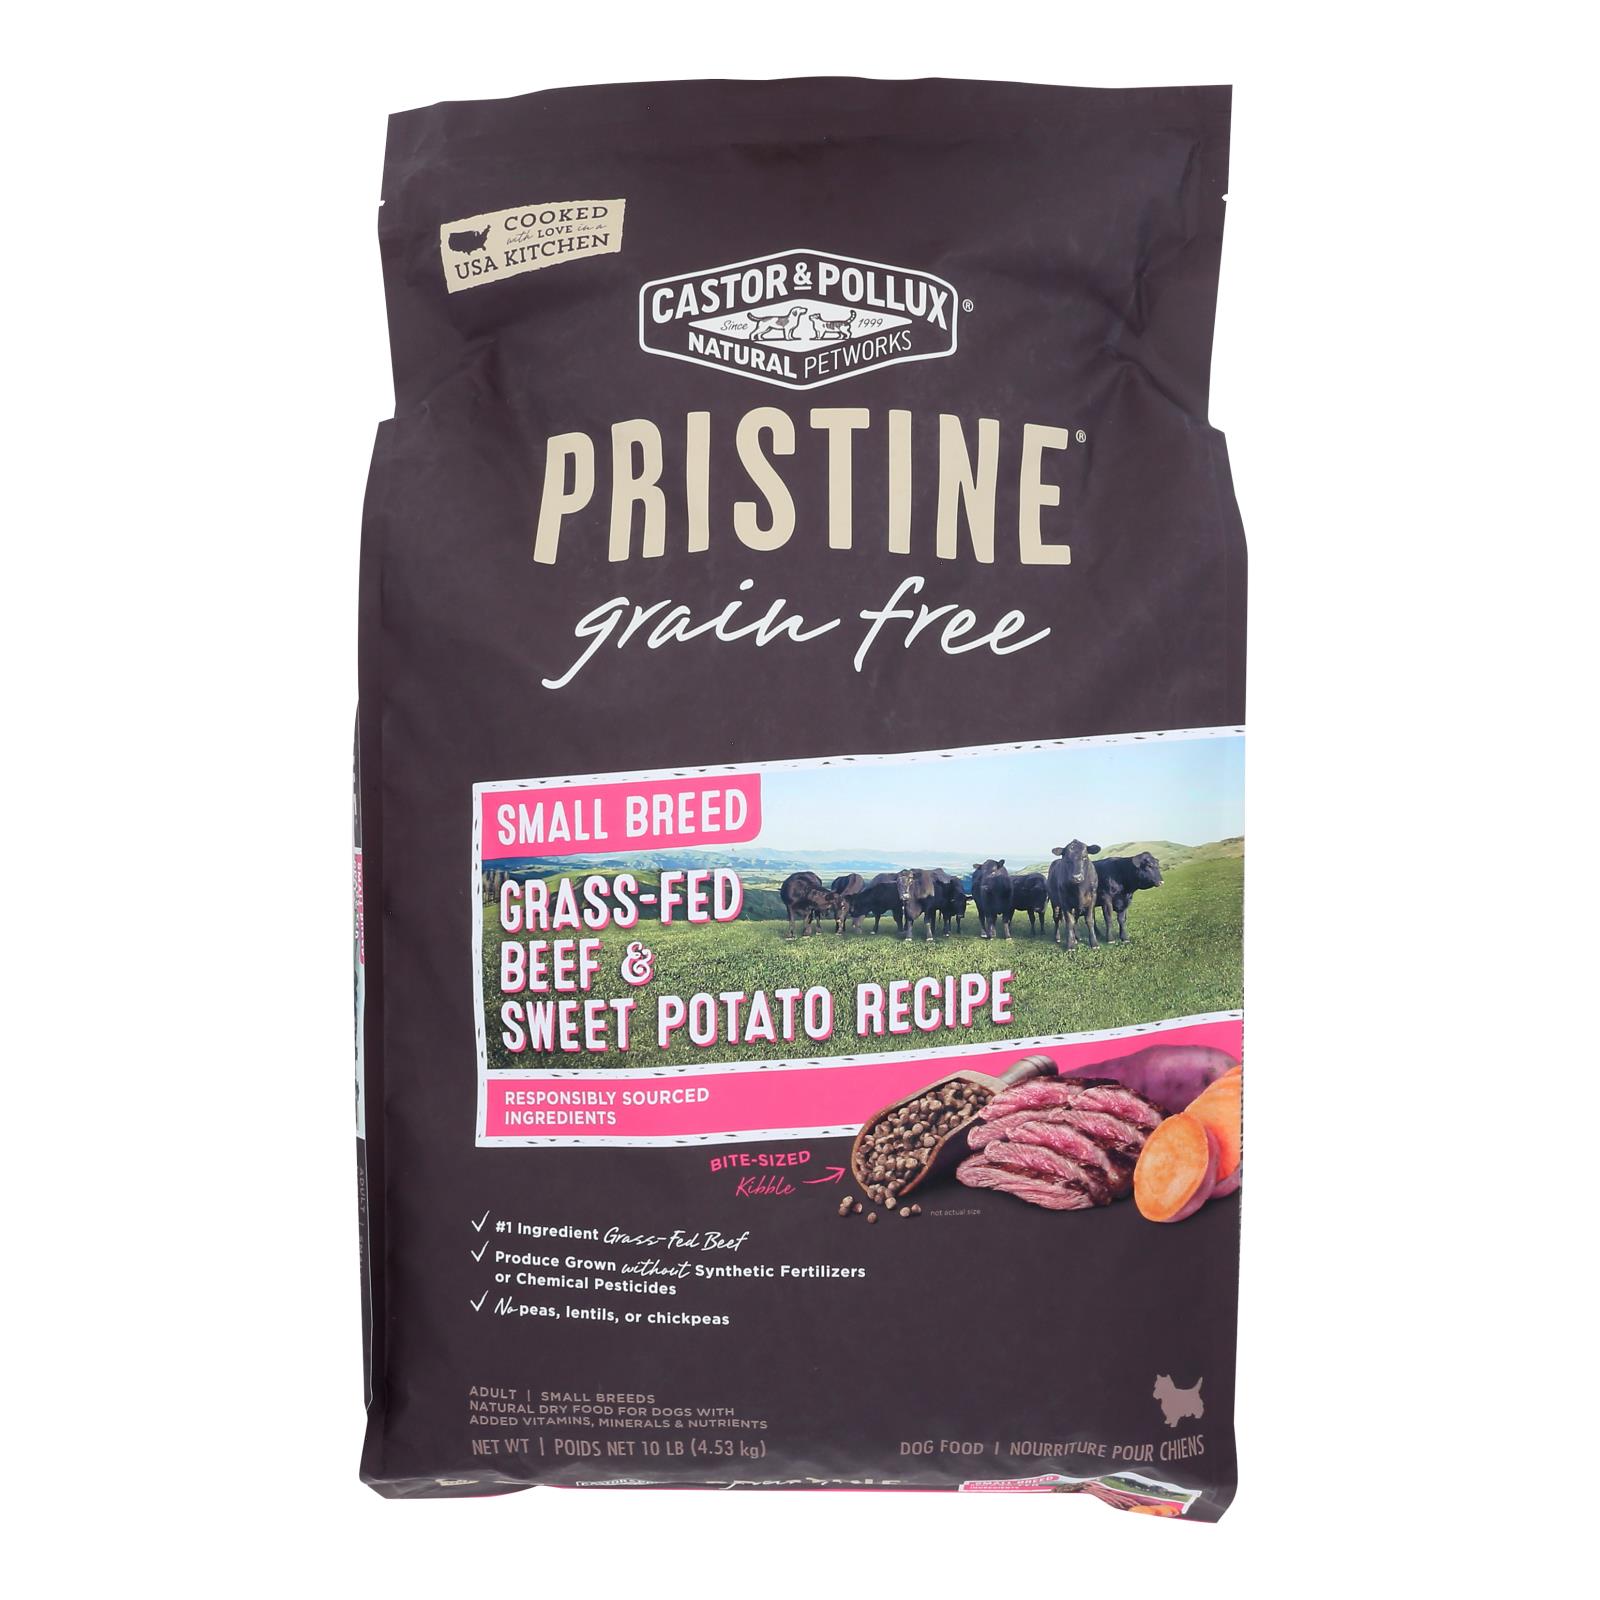 COOKED
with LOVE in a
USA KITCHEN
CASTOR & POLLUX®
Since 1999
NATURAL PETWORKS
PRISTINE®
grain free
SMALL BREED
GRASS-FED
BEEF &
SWEET POTATO RECIPE
RESPONSIBLY SOURCED
INGREDIENTS
BITE-SIZED
Kibble
not actual size
#1 Ingredient Grass-Fed Beef
Produce Grown without Synthetic Fertilizers
or Chemical Pesticides
No peas, lentils, or chickpeas
ADULT | SMALL BREEDS
NATURAL DRY FOOD FOR DOGS WITH
ADDED VITAMINS, MINERALS & NUTRIENTS
NET WT | POIDS NET 10 LB (4.53 kg)
DOG FOOD | NOURRITURE POUR CHIENS
SMALL BREED